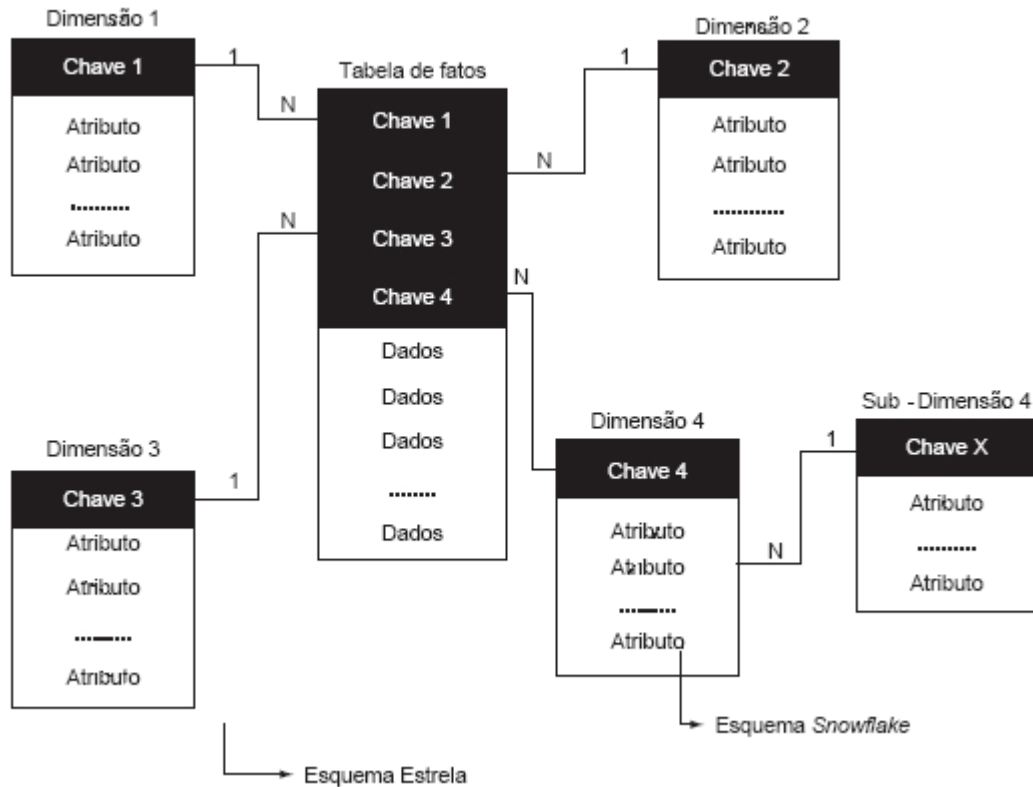 Dimensão 1
Chave 1
Atributo
Atributo
..........
Atributo
1
N
Tabela de fatos
Chave 1
Chave 2
Chave 3
Chave 4
Dados
Dados
Dados
........
Dados
Dimensão 2
Chave 2
Atributo
Atributo
............
Atributo
1
N
Dimensão 3
Chave 3
Atributo
Atributo
..........
Atributo
1
N
Dimensão 4
Chave 4
Atributo
Atributo
..........
Atributo
N
Sub - Dimensão 4
Chave X
Atributo
..........
Atributo
1
N
Esquema Snowflake
Esquema Estrela